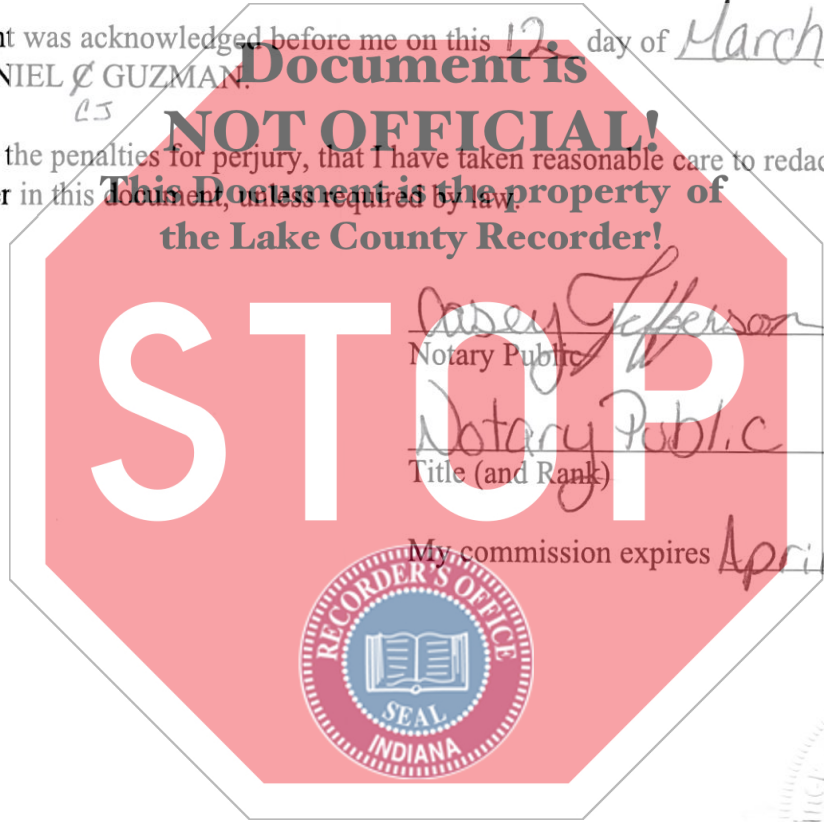 nt was acknowledged before me on this 12 day of March
NIEL C GUZMAN.
CJ
Document is
NOT OFFICIAL!
the penalties for perjury, that I have taken reasonable care to redac
r in this document, unless required by law.
This Document is the property of
the Lake County Recorder!
STOP
Casey Jefferson
Notary Public
Notary Public
Title (and Rank)
My commission expires April
RECORDER'S OFFICE
SEAL
INDIANA